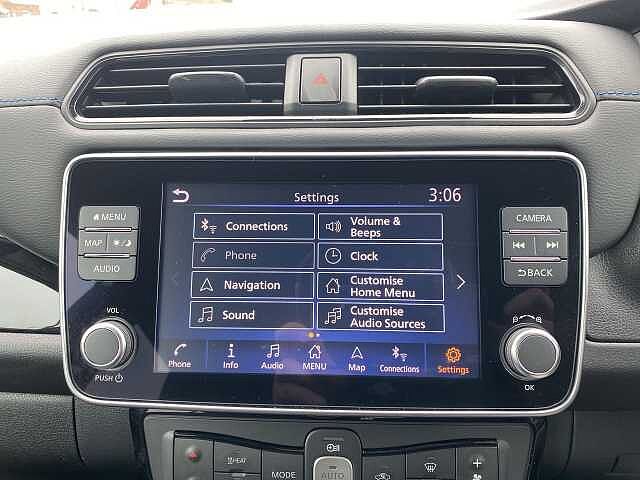 Settings
3:06
MENU
MAP
AUDIO
VOL
PUSH
Connections
Volume &
Beeps
Phone
Clock
Navigation
Customise
Home Menu
Sound
Customise
Audio Sources
Phone
Info
Audio
MENU
Map
Connections
Settings
CAMERA
BACK
OK
HEAT
MODE
AUTO